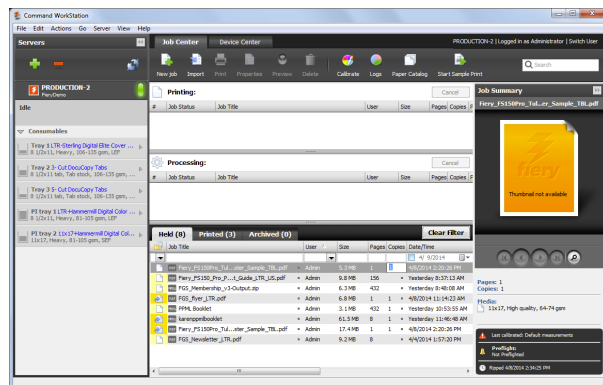 Command WorkStation
File Edit Actions Go Server View Help
Servers
Job Center Device Center
PRODUCTION-2 | Logged in as Administrator | Switch User
New job Import Print Properties Preview Delete Calibrate Logs Paper Catalog Start Sample Print
Search
PRODUCTION-2
FieryDemo
Idle
Consumables
Tray 1 LTR-Sterling Digital Elite Cover ...
8 1/2x11, Heavy, 106-135 gsm, LEF
Tray 2 3- Cut DocuCopy Tabs
8 1/2x11 tab, Tab stock, 106-135 gsm, ...
Tray 3 5- Cut DocuCopy Tabs
8 1/2x11 tab, Tab stock, 106-135 gsm, ...
PI tray 1 LTR-Hammermill Digital Color ...
8 1/2x11, Heavy, 81-105 gsm, LEF
PI tray 2 11x17-Hammermill Digital Col...
11x17, Heavy, 81-105 gsm, SEF
Printing:
Cancel
# Job Status Job Title User Size Pages Copies P
Processing:
Cancel
# Job Status Job Title User Size Pages Copies P
Held (8) Printed (3) Archived (0)
Clear Filter
Job Title User Size Pages Copies Date/Time
4/ 9/2014
Fiery_FS150Pro_Tul...ster_Sample_TBL.pdf Admin 5.3 MB 1 1 4/8/2014 2:20:26 PM
Fiery_FS150_Pro_P...t_Guide_LTR_US.pdf Admin 9.8 MB 156 Yesterday 8:40:55 AM
FGS_Membership_v3-Output.zip Admin 6.3 MB 432 Yesterday 8:48:08 AM
FGS_flyer_LTR.pdf Admin 6.8 MB 1 1 4/8/2014 11:14:23 AM
PPML Booklet Admin 3.1 MB 432 1 Yesterday 10:53:55 AM
karenppmlbooklet Admin 61.5 MB 8 1 Yesterday 11:46:48 AM
Fiery_FS150Pro_Tul...ster_Sample_TBL.pdf Admin 17.4 MB 1 4/8/2014 2:20:26 PM
FGS_Newsletter_LTR.pdf Admin 9.2 MB 8 4/4/2014 1:57:20 PM
Job Summary
Fiery_FS150Pro_Tul...er_Sample_TBL.pdf
fiery
Thumbnail not available
Pages: 1
Copies: 1
Media:
11x17, High quality, 64-74 gsm
Last calibrated: Default measurements
Preflight:
Not Preflighted
Ripped 4/8/2014 2:34:25 PM